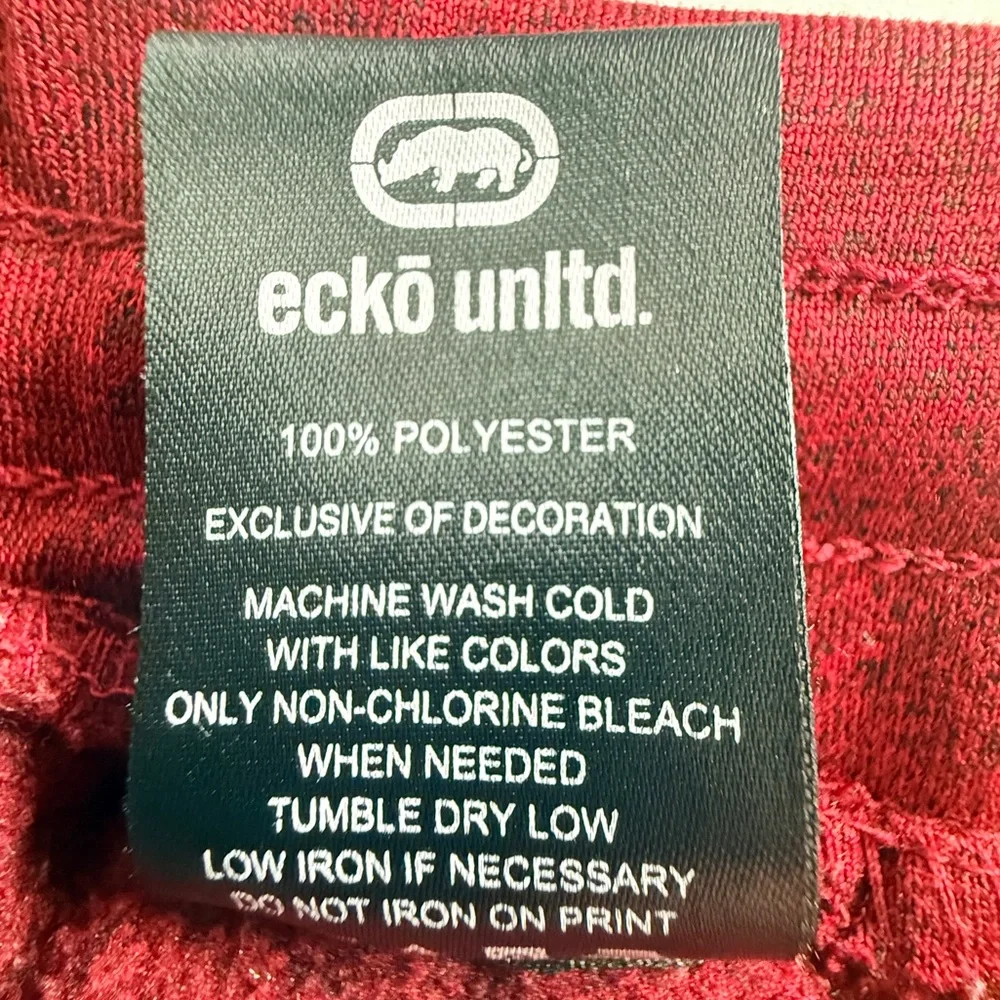 eckō unltd.
100% POLYESTER
EXCLUSIVE OF DECORATION
MACHINE WASH COLD
WITH LIKE COLORS
ONLY NON-CHLORINE BLEACH
WHEN NEEDED
TUMBLE DRY LOW
LOW IRON IF NECESSARY
DO NOT IRON ON PRINT